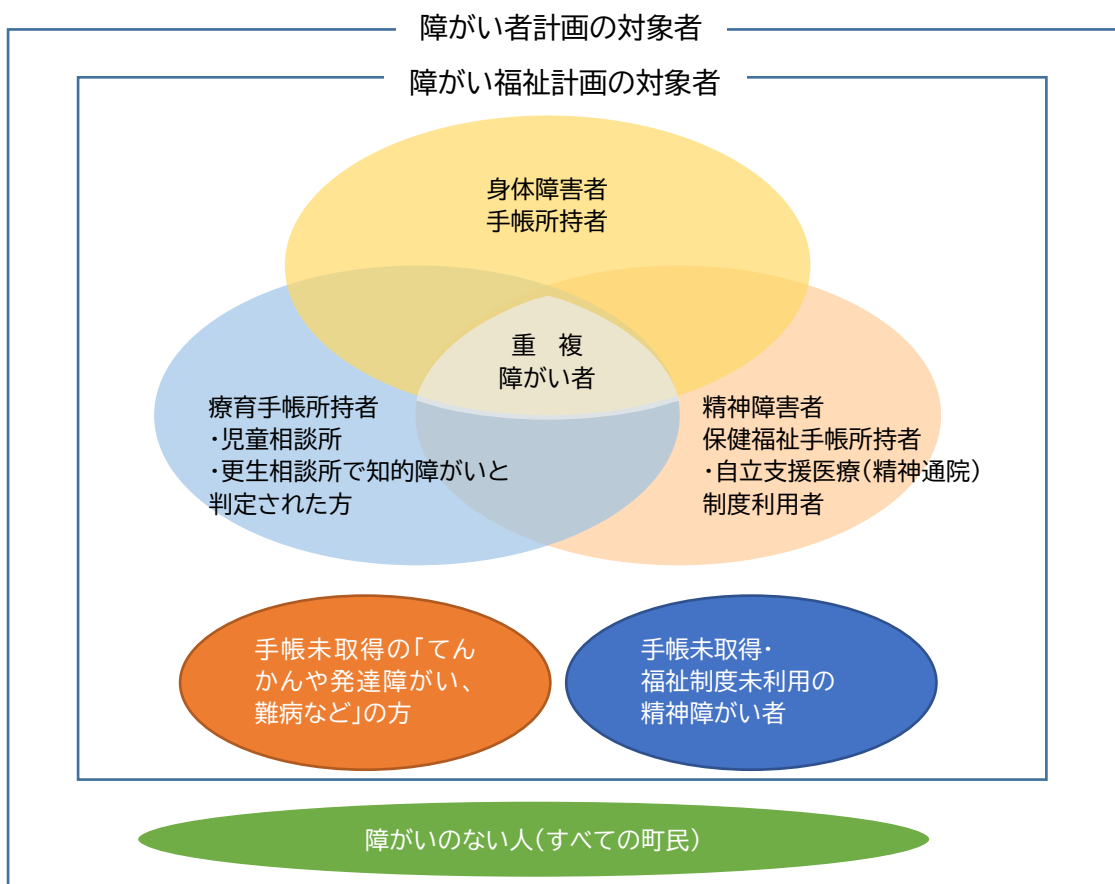 障がい者計画の対象者
障がい福祉計画の対象者
身体障害者
手帳所持者
重　複
障がい者
療育手帳所持者
・児童相談所
・更生相談所で知的障がいと
判定された方
精神障害者
保健福祉手帳所持者
・自立支援医療(精神通院)
制度利用者
手帳未取得の「てん
かんや発達障がい、
難病など」の方
手帳未取得・
福祉制度未利用の
精神障がい者
障がいのない人(すべての町民)